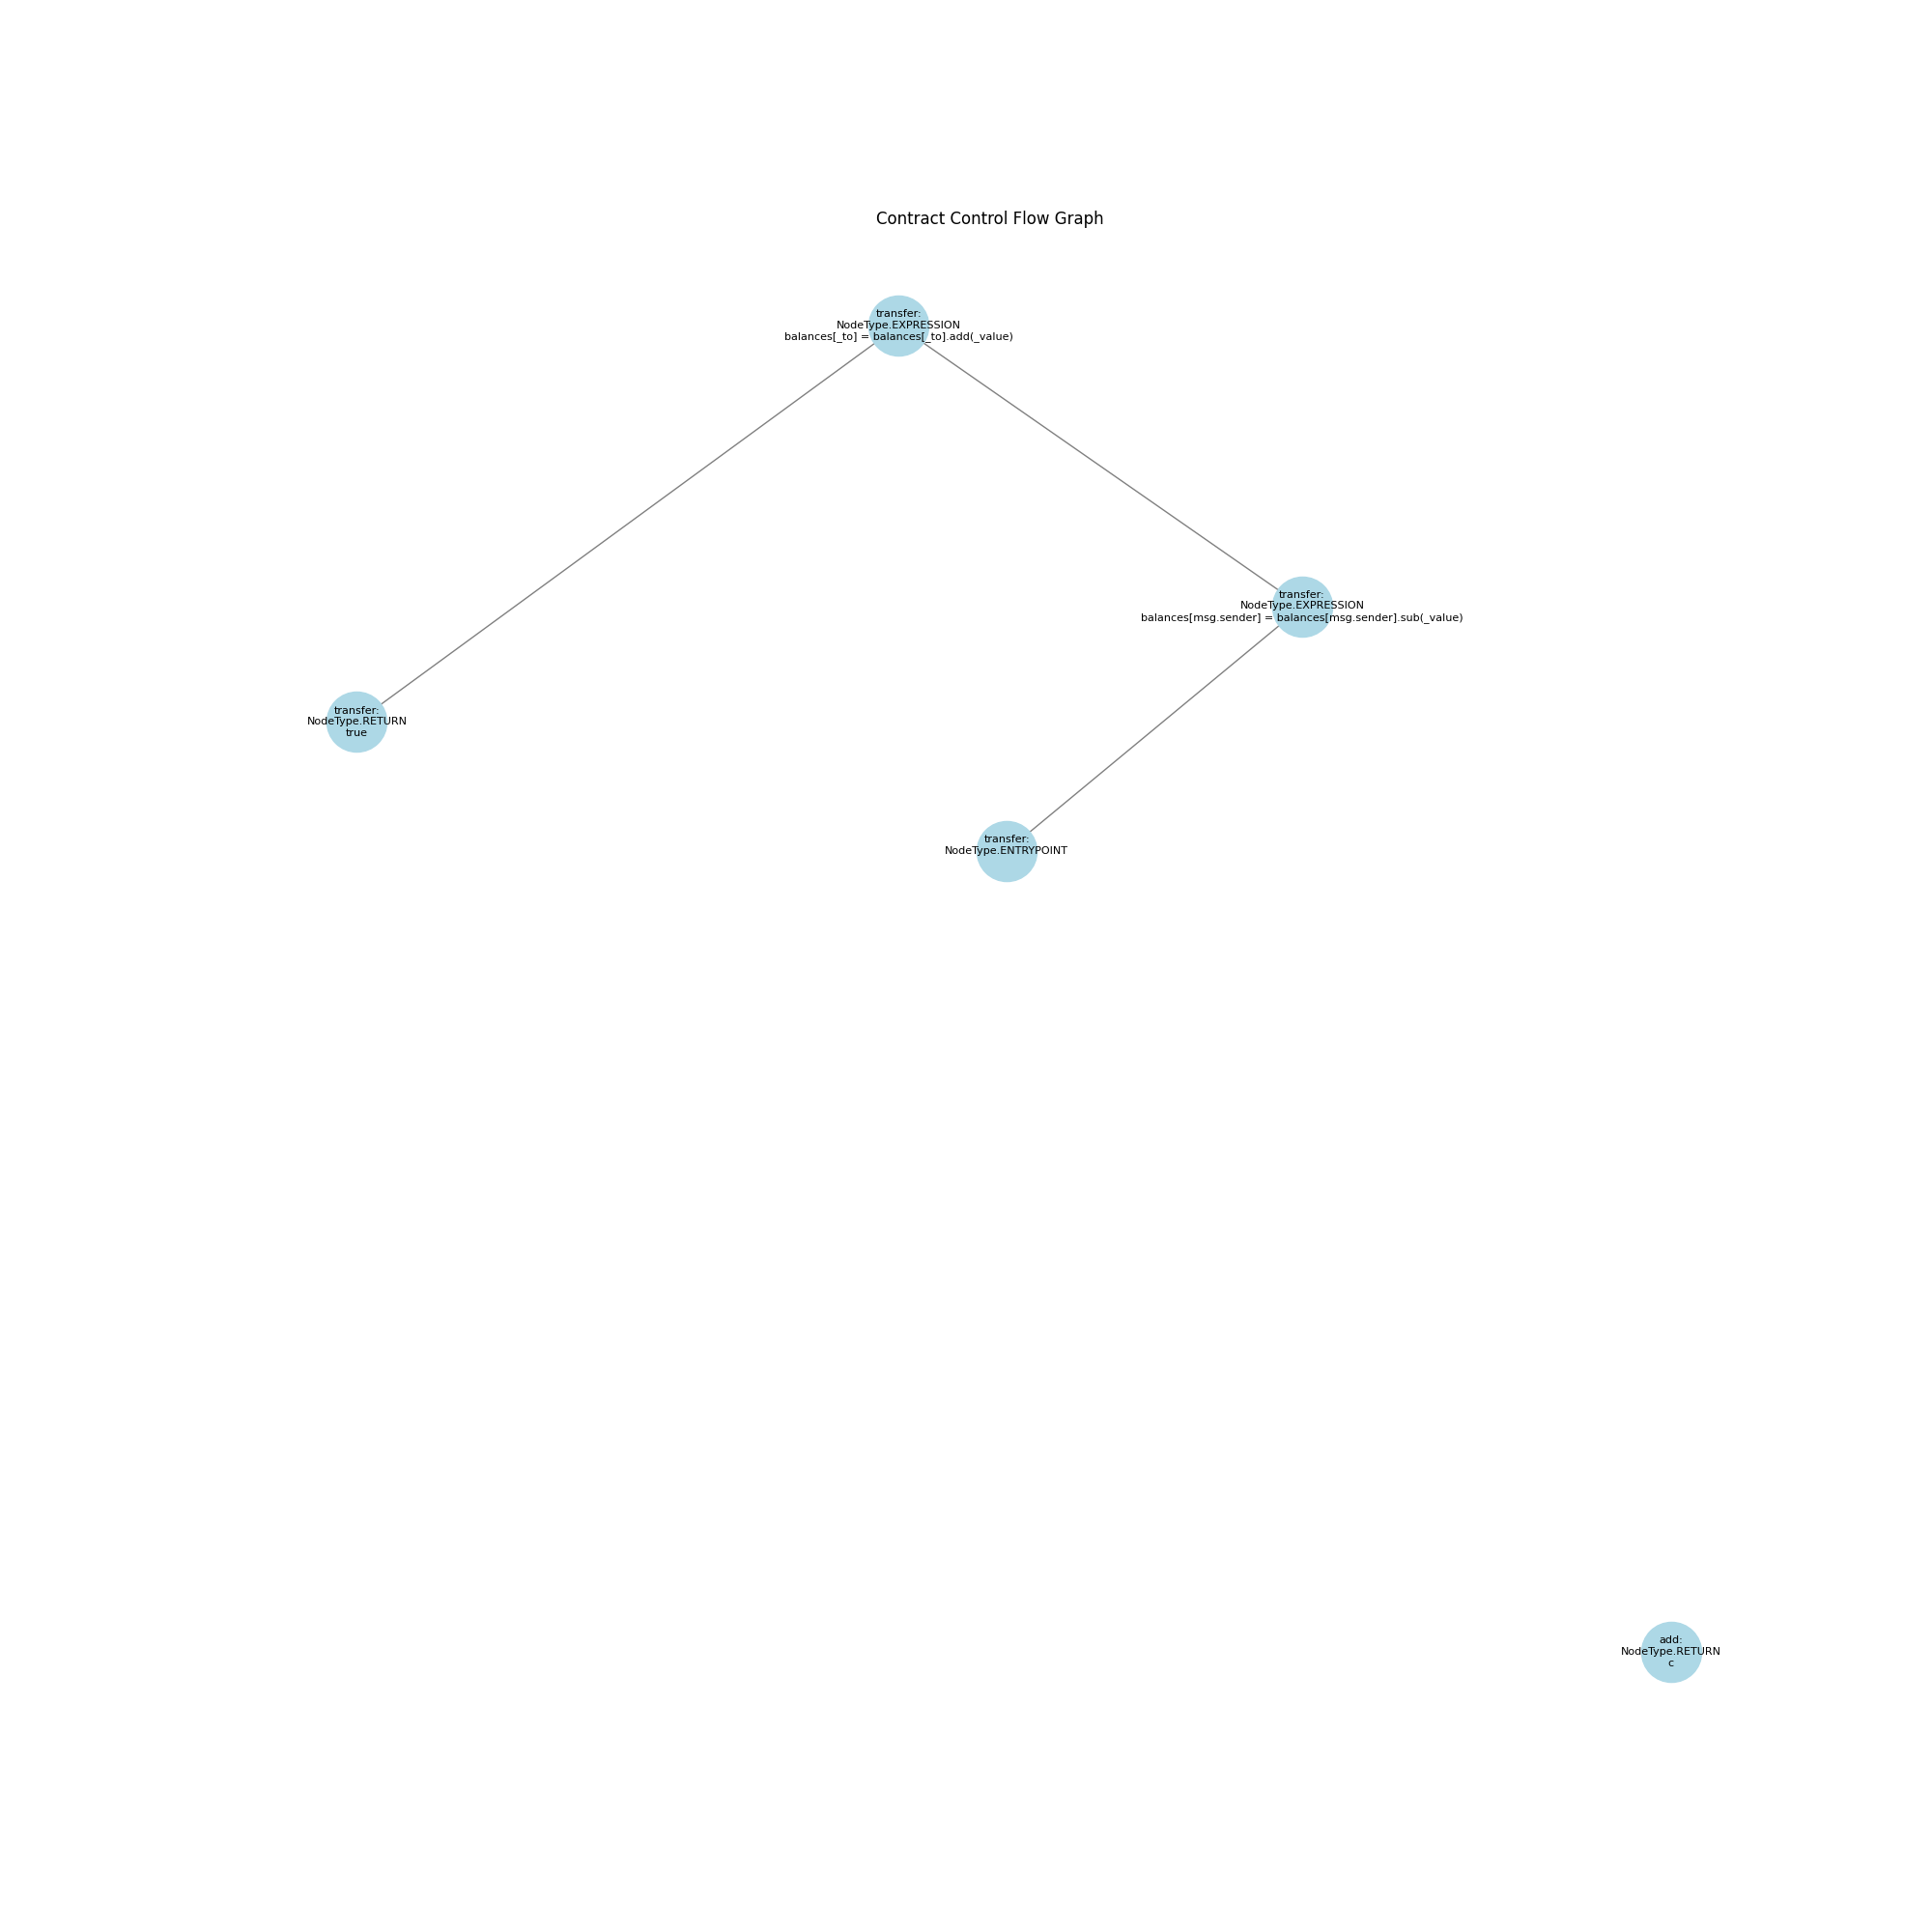 Contract Control Flow Graph
transfer:
NodeType.EXPRESSION
balances[_to] = balances[_to].add(_value)
transfer:
NodeType.EXPRESSION
balances[msg.sender] = balances[msg.sender].sub(_value)
transfer:
NodeType.RETURN
true
transfer:
NodeType.ENTRYPOINT
add:
NodeType.RETURN
c